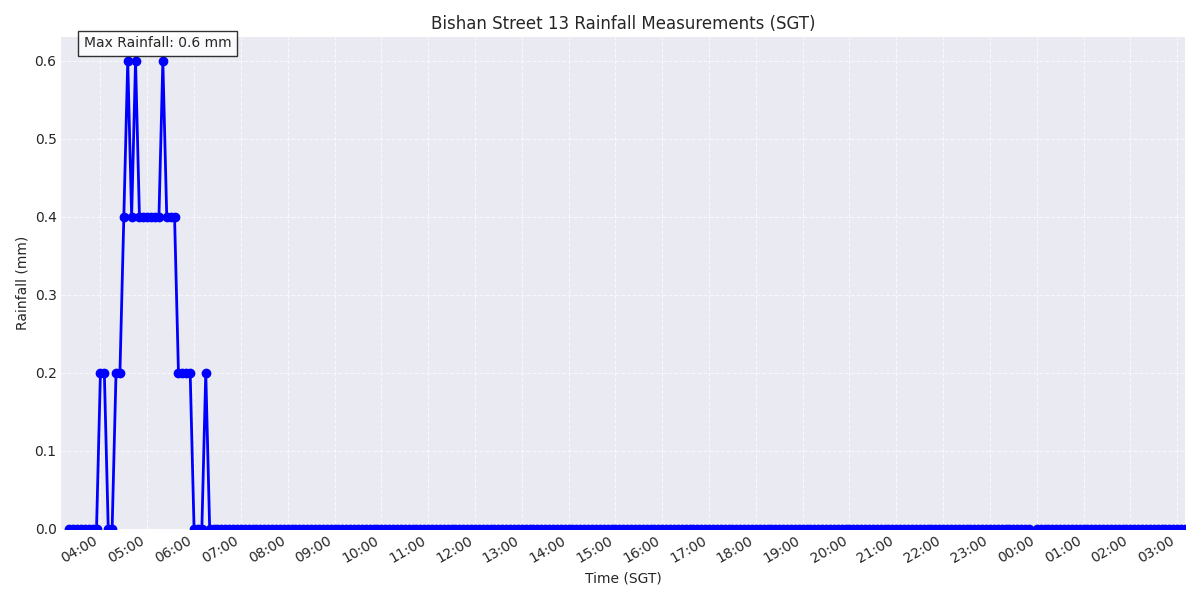 Bishan Street 13 Rainfall Measurements (SGT)
Max Rainfall: 0.6 mm
0.6
0.5
0.4
0.3
0.2
0.1
0.0
Rainfall (mm)
04:00 05:00 06:00 07:00 08:00 09:00 10:00 11:00 12:00 13:00 14:00 15:00 16:00 17:00 18:00 19:00 20:00 21:00 22:00 23:00 00:00 01:00 02:00 03:00
Time (SGT)